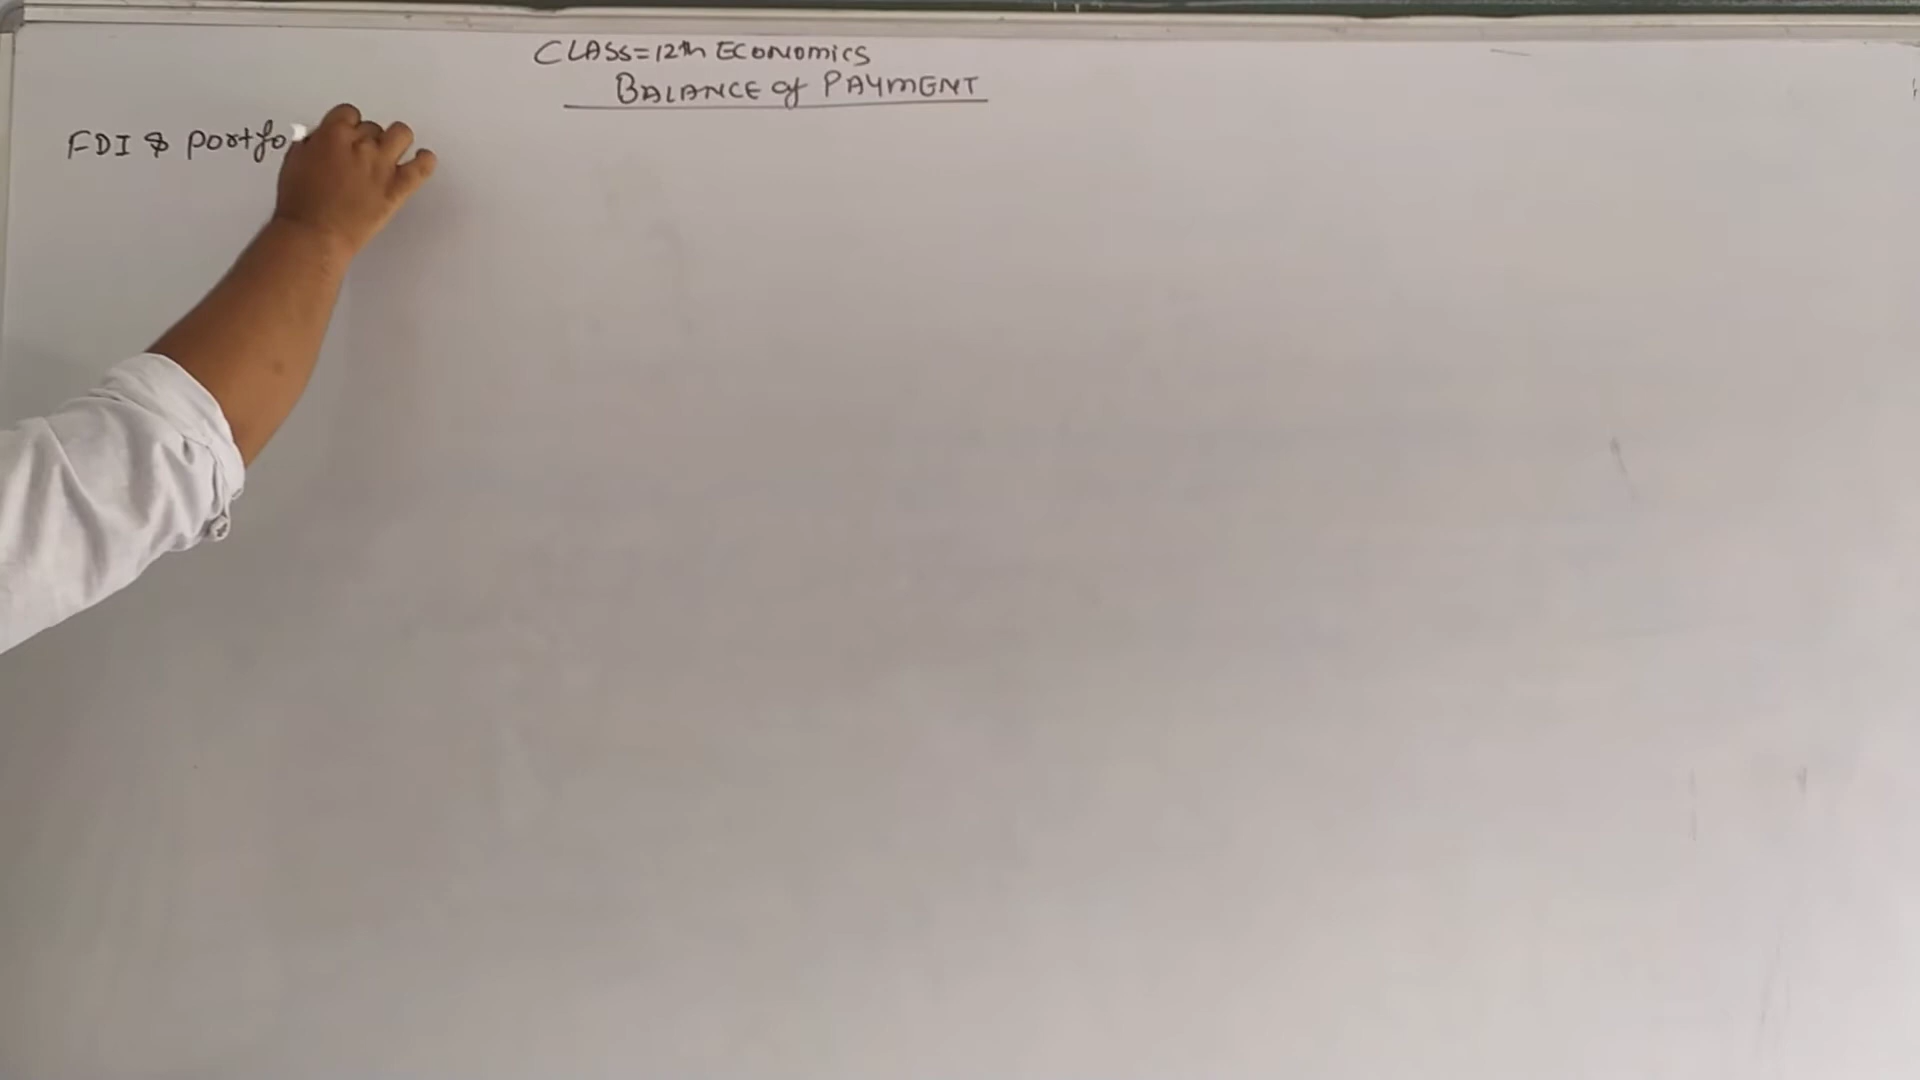 CLASS=12th ECONOMICS
BALANCE of PAYMENT
FDI & portfo